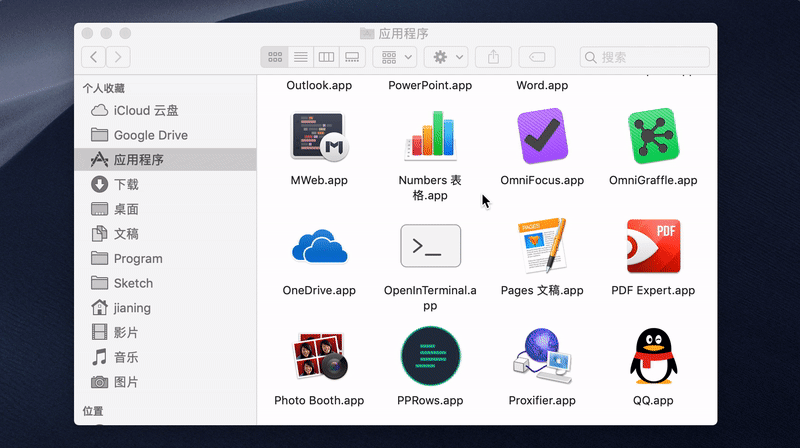 应用程序
搜索
个人收藏
iCloud 云盘
Google Drive
应用程序
下载
桌面
文稿
Program
Sketch
jianing
影片
音乐
图片
位置
Outlook.app
PowerPoint.app
Word.app
MWeb.app
Numbers 表
格.app
OmniFocus.app
OmniGraffle.app
OneDrive.app
OpenInTerminal.a
pp
PAGES
Pages 文稿.app
PDF
PDF Expert.app
Photo Booth.app
PPRows.app
Proxifier.app
QQ.app